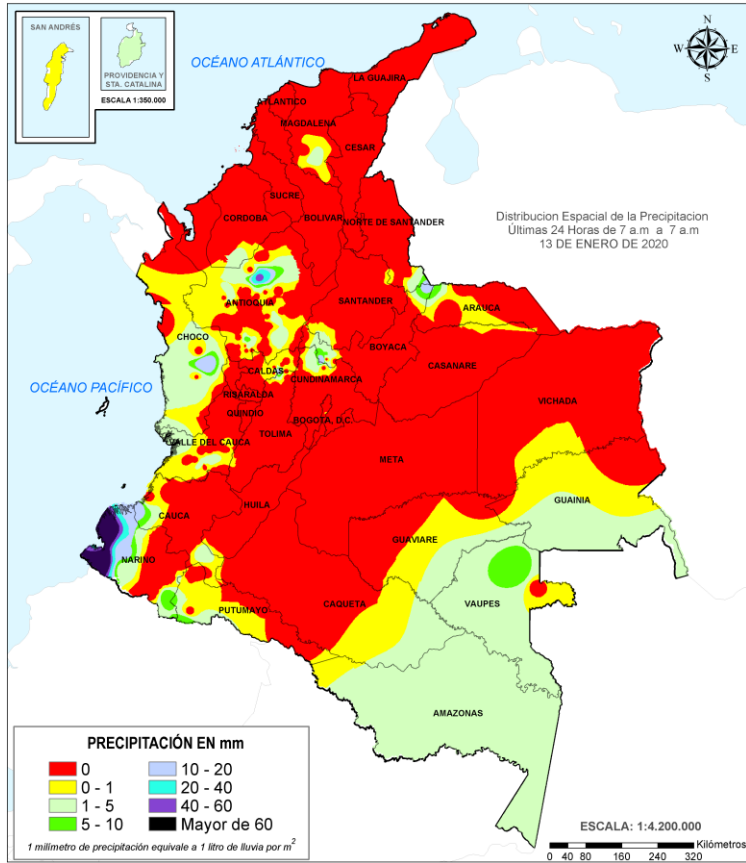 SAN ANDRÉS
PROVIDENCIA Y
STA. CATALINA
ESCALA 1:350.000
N
W
E
S
OCÉANO ATLÁNTICO
LA GUAJIRA
ATLANTICO
MAGDALENA
CESAR
SUCRE
CORDOBA
BOLIVAR
NORTE DE SANTANDER
Distribucion Espacial de la Precipitacion
Últimas 24 Horas de 7 a.m a 7 a.m
13 DE ENERO DE 2020
ANTIOQUIA
SANTANDER
ARAUCA
CHOCO
BOYACA
CASANARE
CALDAS
CUNDINAMARCA
OCÉANO PACÍFICO
RISARALDA
VICHADA
QUINDIO
BOGOTA, D.C.
TOLIMA
VALLE DEL CAUCA
META
GUAINIA
HUILA
CAUCA
GUAVIARE
NARIÑO
VAUPES
CAQUETA
PUTUMAYO
AMAZONAS
PRECIPITACIÓN EN mm
0
0 - 1
1 - 5
5 - 10
10 - 20
20 - 40
40 - 60
Mayor de 60
1 milímetro de precipitación equivale a 1 litro de lluvia por m²
ESCALA: 1:4.200.000
Kilómetros
0 40 80 160 240 320